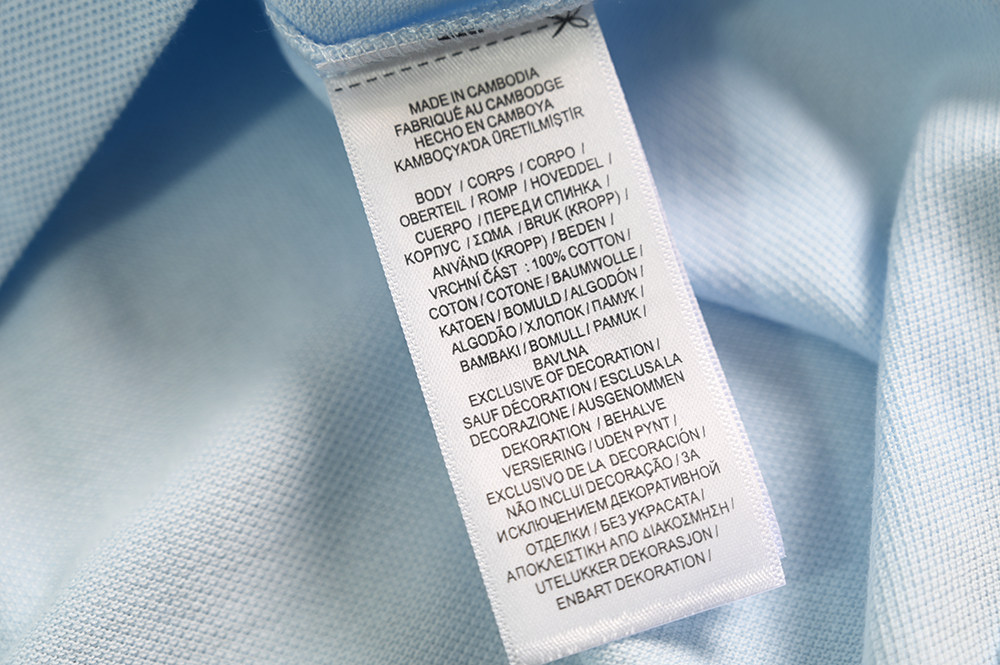 MADE IN CAMBODIA
FABRIQUÉ AU CAMBODGE
HECHO EN CAMBOYA
KAMBOÇYA'DA ÜRETİLMİŞTİR
BODY / CORPS / CORPO /
OBERTEIL / ROMP / HOVEDDEL /
CUERPO / ПЕРЕД И СПИНКА /
КОРПУС / ΣΩΜΑ / BRUK (KROPP) /
ANVÄND (KROPP) / BEDEN /
VRCHNÍ ČÁST : 100% COTTON /
COTON / COTONE / BAUMWOLLE /
KATOEN / BOMULD / ALGODÓN /
ALGODÃO / ХЛОПОК / ПАМУК /
BAMBAKI / BOMULL / PAMUK /
BAVLNA
EXCLUSIVE OF DECORATION /
SAUF DÉCORATION / ESCLUSA LA
DECORAZIONE / AUSGENOMMEN
DEKORATION / BEHALVE
VERSIERING / UDEN PYNT /
EXCLUSIVO DE LA DECORACIÓN /
NÃO INCLUI DECORAÇÃO / ЗА
ИСКЛЮЧЕНИЕМ ДЕКОРАТИВНОЙ
ОТДЕЛКИ / БЕЗ УКРАСАТА /
ΑΠΟΚΛΕΙΣΤΙΚΗ ΑΠΟ ΔΙΑΚΟΣΜΗΣΗ /
UTELUKKER DEKORASJON /
ENBART DEKORATION /